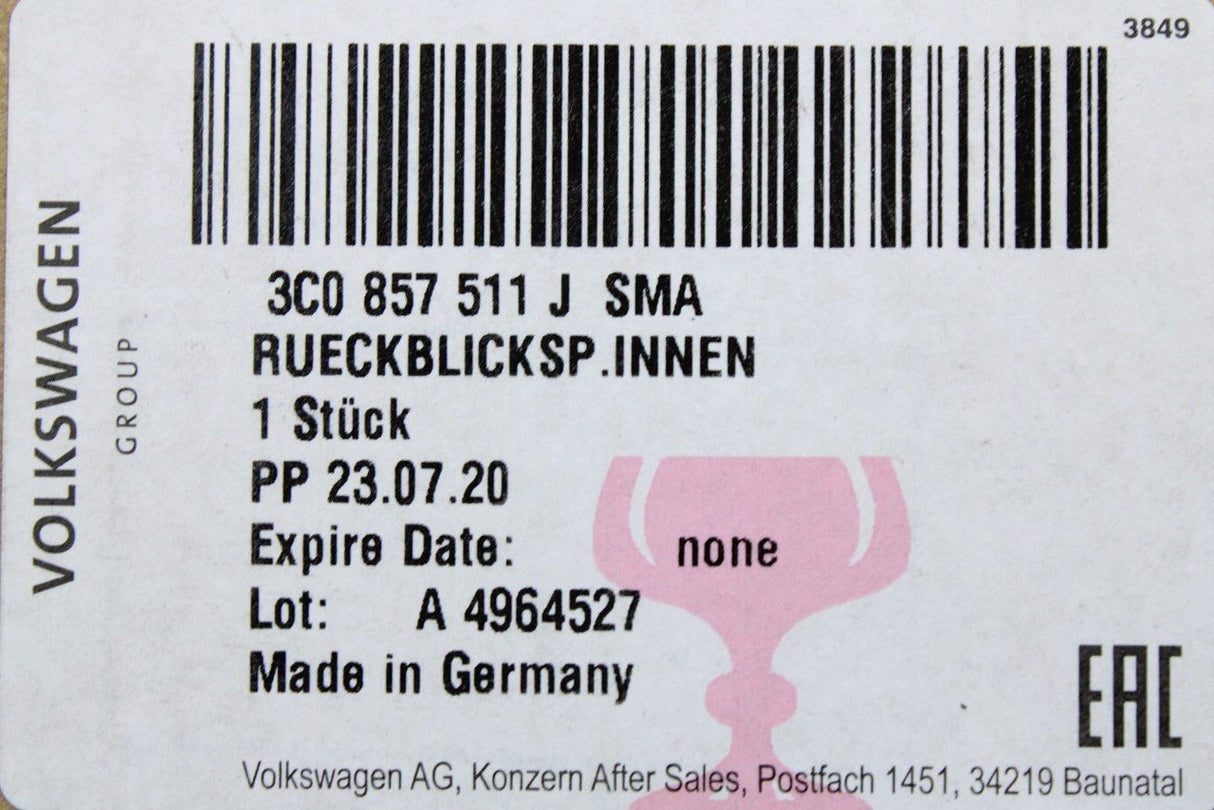 3849
3C0 857 511 J SMA
RUECKBLICKSP.INNEN
1 Stück
PP 23.07.20
Expire Date: none
Lot: A 4964527
Made in Germany
EAC
Volkswagen AG, Konzern After Sales, Postfach 1451, 34219 Baunatal
VOLKSWAGEN
GROUP